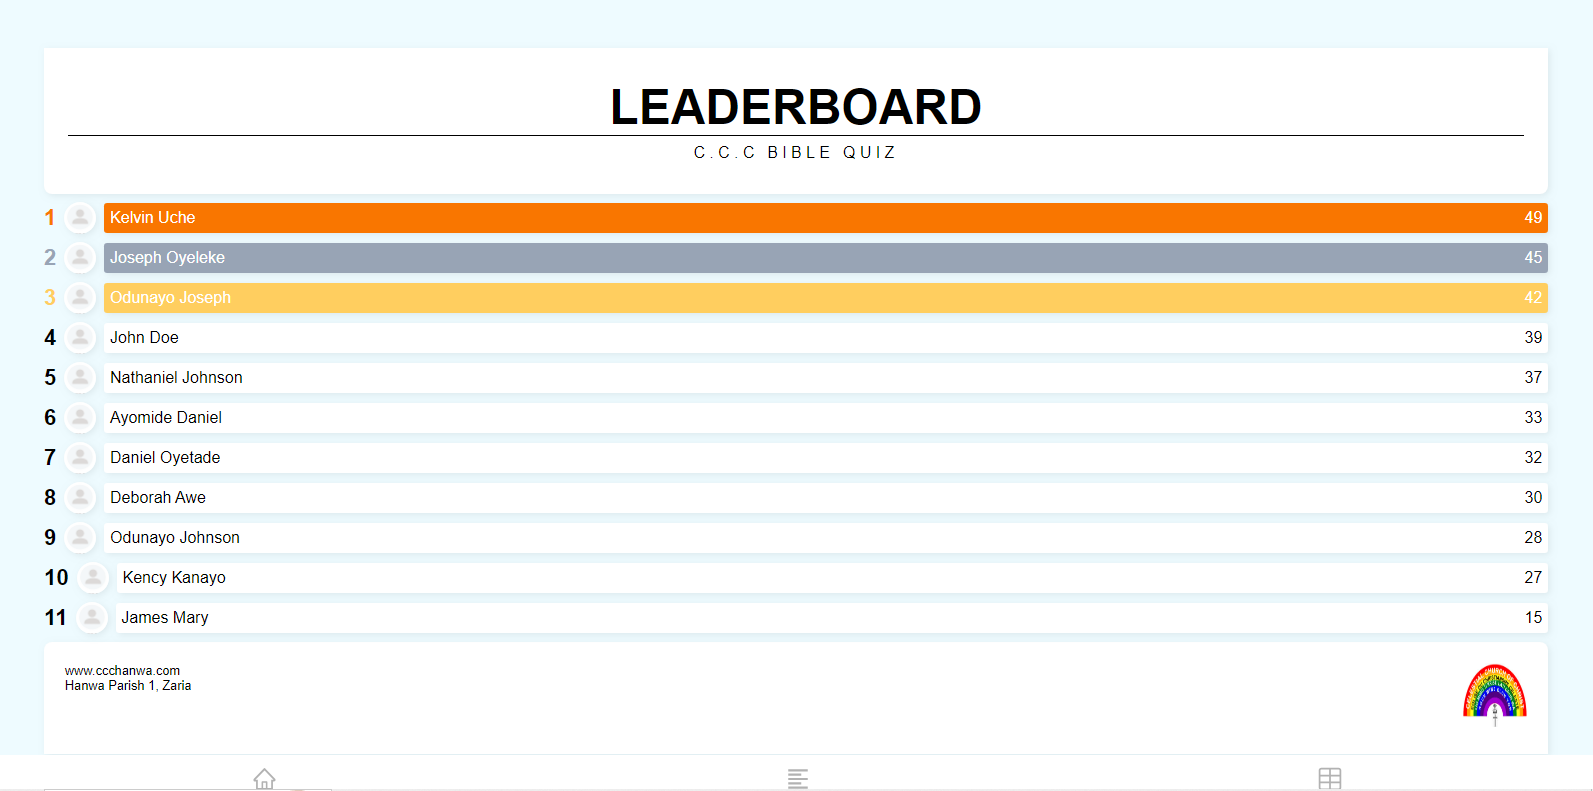 LEADERBOARD
C.C.C BIBLE QUIZ
1 Kelvin Uche 49
2 Joseph Oyeleke 45
3 Odunayo Joseph 42
4 John Doe 39
5 Nathaniel Johnson 37
6 Ayomide Daniel 33
7 Daniel Oyetade 32
8 Deborah Awe 30
9 Odunayo Johnson 28
10 Kency Kanayo 27
11 James Mary 15
www.ccchanwa.com
Hanwa Parish 1, Zaria